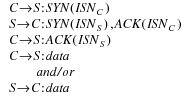 C→S:SYN(ISN_C)
S→C:SYN(ISN_S),ACK(ISN_C)
C→S:ACK(ISN_S)
C→S:data
and/or
S→C:data